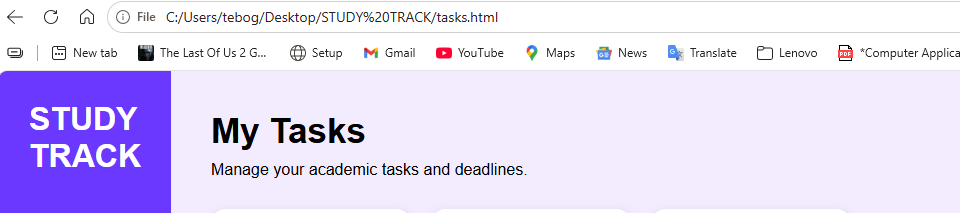 File C:/Users/tebog/Desktop/STUDY%20TRACK/tasks.html
New tab The Last Of Us 2 G... Setup Gmail YouTube Maps News Translate Lenovo PDF *Computer Applica
STUDY
TRACK
My Tasks
Manage your academic tasks and deadlines.